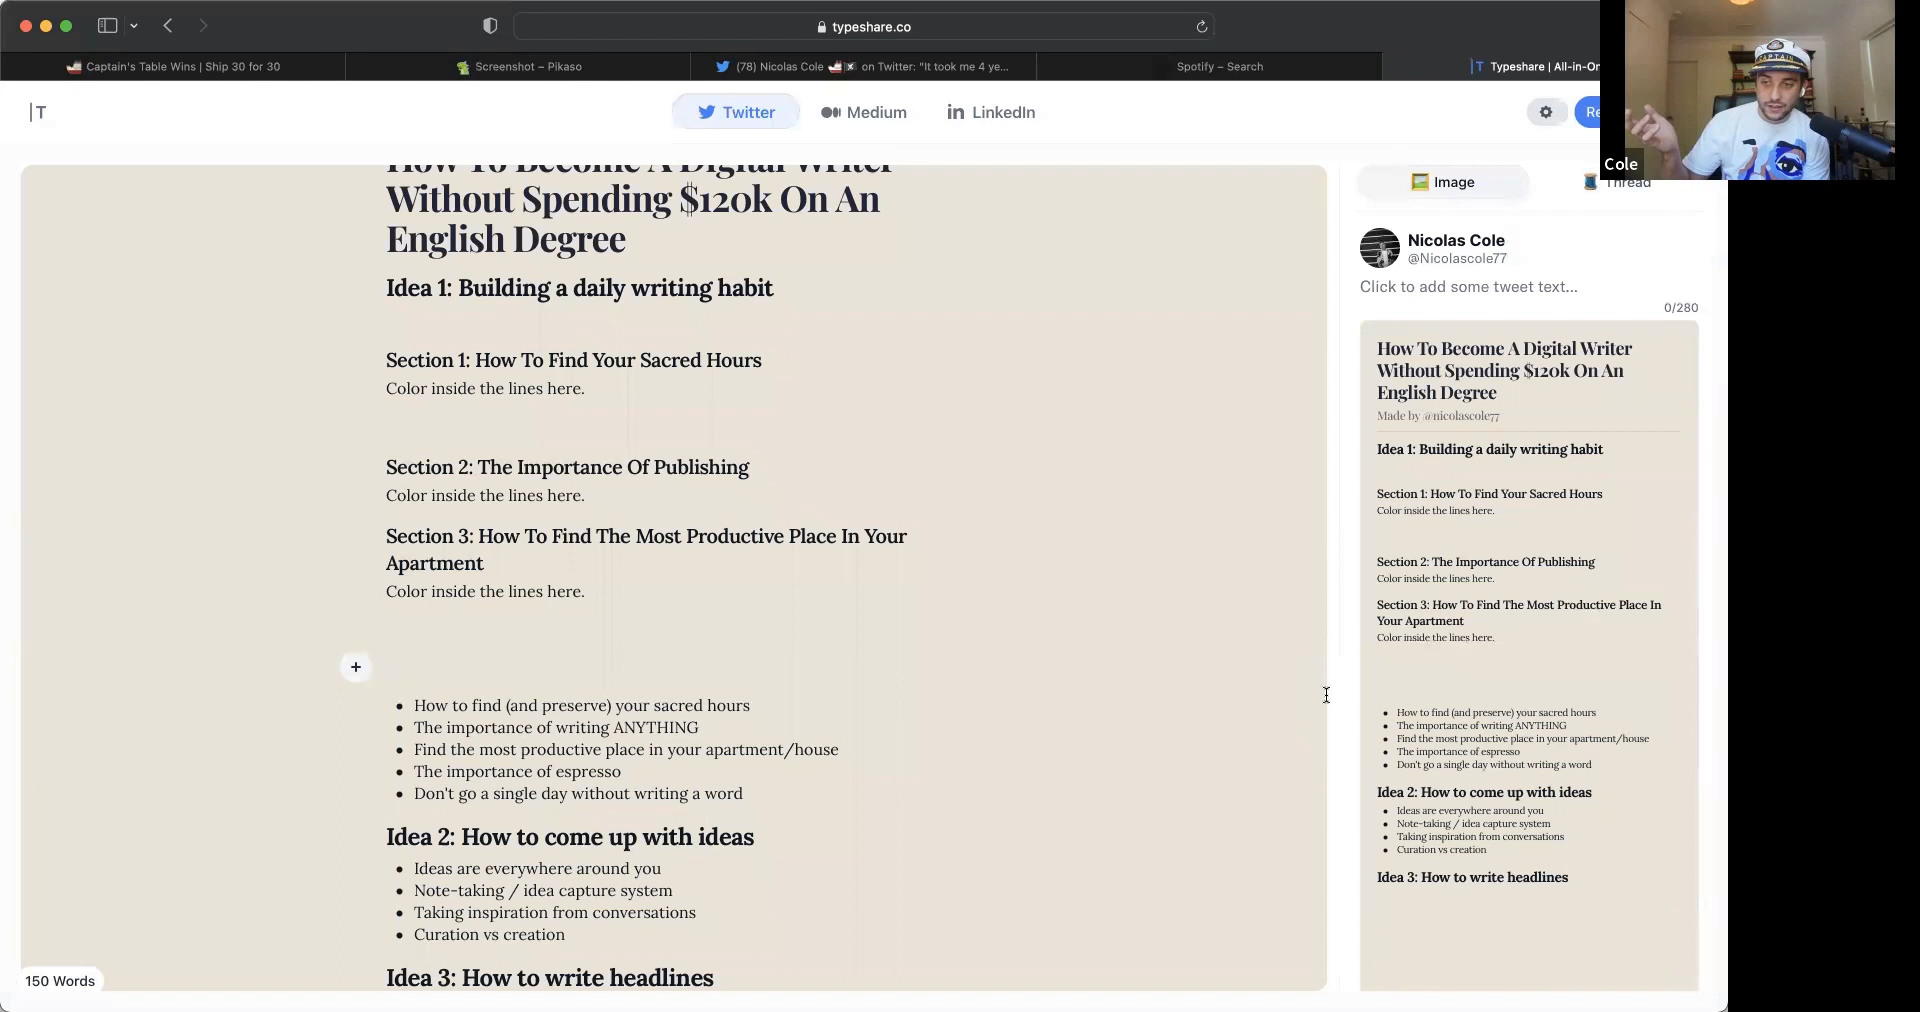 typeshare.co
Captain's Table Wins | Ship 30 for 30
Screenshot – Pikaso
(78) Nicolas Cole on Twitter: "It took me 4 ye...
Spotify – Search
Typeshare | All-in-On
|T
Twitter
Medium
LinkedIn
Re
CAPTAIN
Cole
How To Become A Digital Writer
Without Spending $120k On An
English Degree
Idea 1: Building a daily writing habit
Section 1: How To Find Your Sacred Hours
Color inside the lines here.
Section 2: The Importance Of Publishing
Color inside the lines here.
Section 3: How To Find The Most Productive Place In Your
Apartment
Color inside the lines here.
+
How to find (and preserve) your sacred hours
The importance of writing ANYTHING
Find the most productive place in your apartment/house
The importance of espresso
Don't go a single day without writing a word
Idea 2: How to come up with ideas
Ideas are everywhere around you
Note-taking / idea capture system
Taking inspiration from conversations
Curation vs creation
Idea 3: How to write headlines
150 Words
Image
Thread
Nicolas Cole
@Nicolascole77
Click to add some tweet text...
0/280
How To Become A Digital Writer
Without Spending $120k On An
English Degree
Made by @nicolascole77
Idea 1: Building a daily writing habit
Section 1: How To Find Your Sacred Hours
Color inside the lines here.
Section 2: The Importance Of Publishing
Color inside the lines here.
Section 3: How To Find The Most Productive Place In
Your Apartment
Color inside the lines here.
How to find (and preserve) your sacred hours
The importance of writing ANYTHING
Find the most productive place in your apartment/house
The importance of espresso
Don't go a single day without writing a word
Idea 2: How to come up with ideas
Ideas are everywhere around you
Note-taking / idea capture system
Taking inspiration from conversations
Curation vs creation
Idea 3: How to write headlines